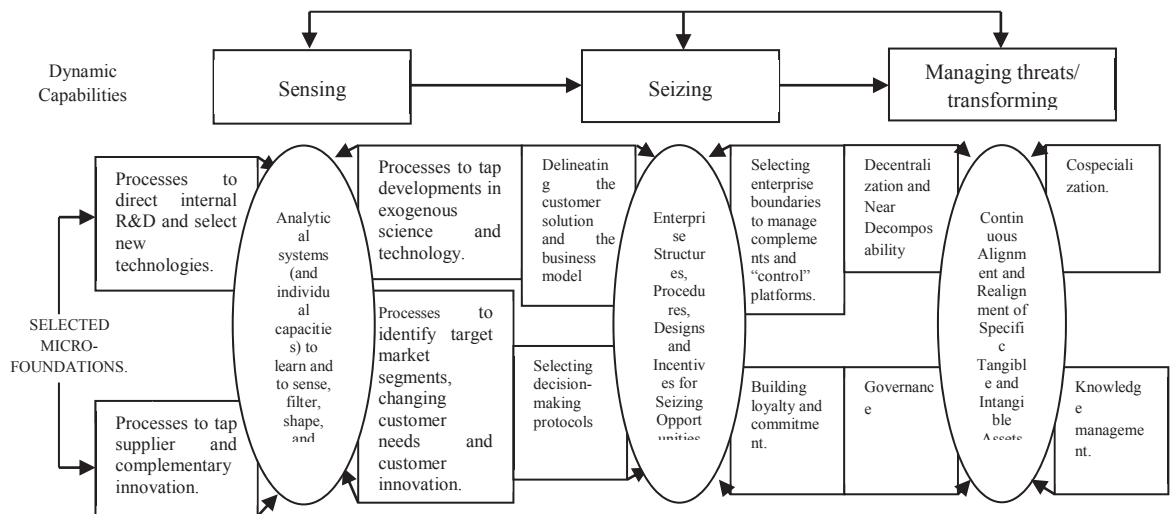 Dynamic
Capabilities
Sensing
Seizing
Managing threats/
transforming
SELECTED
MICRO-
FOUNDATIONS.
Processes to
direct internal
R&D and select
new
technologies.
Processes to tap
supplier and
complementary
innovation.
Analytic
al
systems
(and
individu
al
capacitie
s) to
learn and
to sense,
filter,
shape,
and
Processes to tap
developments in
exogenous
science and
technology.
Processes to
identify target
market
segments,
changing
customer
needs and
customer
innovation.
Delineatin
g the
customer
solution
and the
business
model
Selecting
decision-
making
protocols
Enterpri
se
Structur
es,
Procedu
res,
Designs
and
Incentiv
es for
Seizing
Opport
unities
Selecting
enterprise
boundaries
to manage
compleme
nts and
“control”
platforms.
Building
loyalty and
commitme
nt.
Decentrali
zation and
Near
Decompos
ability
Governanc
e
Contin
uous
Alignm
ent and
Realign
ment of
Specifi
c
Tangibl
e and
Intangi
ble
Assets
Cospeciali
zation.
Knowledg
e
manageme
nt.